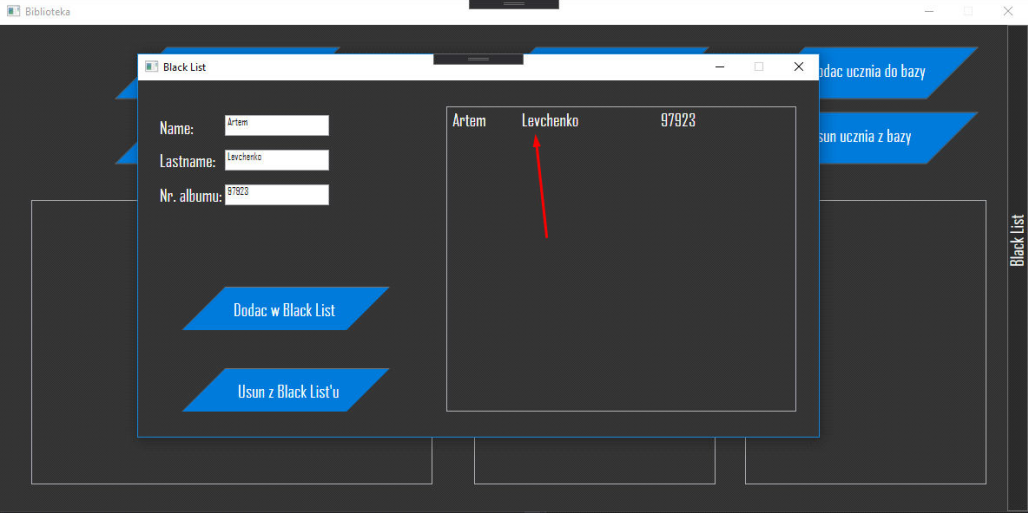 Biblioteka
Black List
odac ucznia do bazy
sun ucznia z bazy
Name: Artem
Lastname: Levchenko
Nr. albumu: 97923
Artem Levchenko 97923
Dodac w Black List
Usun z Black List'u
Black List